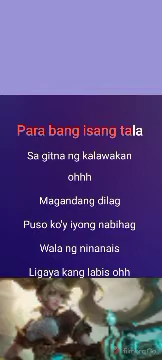 Para bang isang tala
Sa gitna ng kalawakan
ohhh
Magandang dilag
Puso ko'y iyong nabihag
Wala ng ninanais
Ligaya kang labis ohh